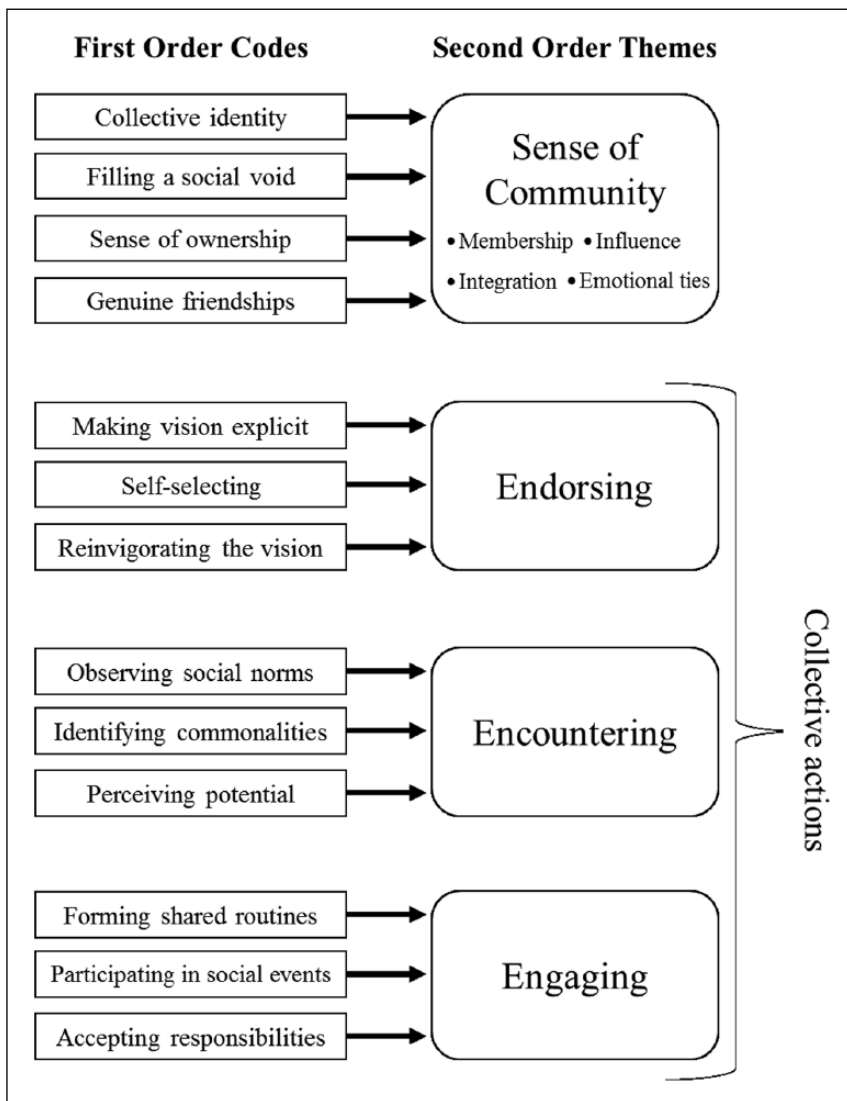 First Order Codes
Second Order Themes
Collective identity
Filling a social void
Sense of ownership
Genuine friendships
Sense of
Community
• Membership • Influence
• Integration • Emotional ties
Making vision explicit
Self-selecting
Reinvigorating the vision
Endorsing
Observing social norms
Identifying commonalities
Perceiving potential
Encountering
Forming shared routines
Participating in social events
Accepting responsibilities
Engaging
Collective actions